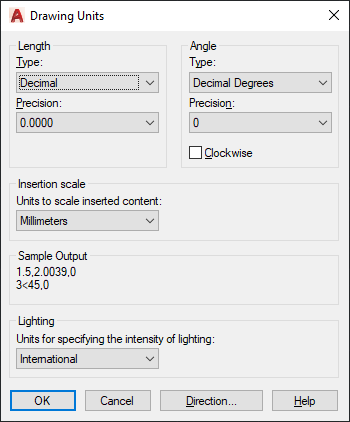 Drawing Units
Length
Type:
Decimal
Precision:
0.0000
Angle
Type:
Decimal Degrees
Precision:
0
Clockwise
Insertion scale
Units to scale inserted content:
Millimeters
Sample Output
1.5,2.0039,0
3<45,0
Lighting
Units for specifying the intensity of lighting:
International
OK Cancel Direction... Help